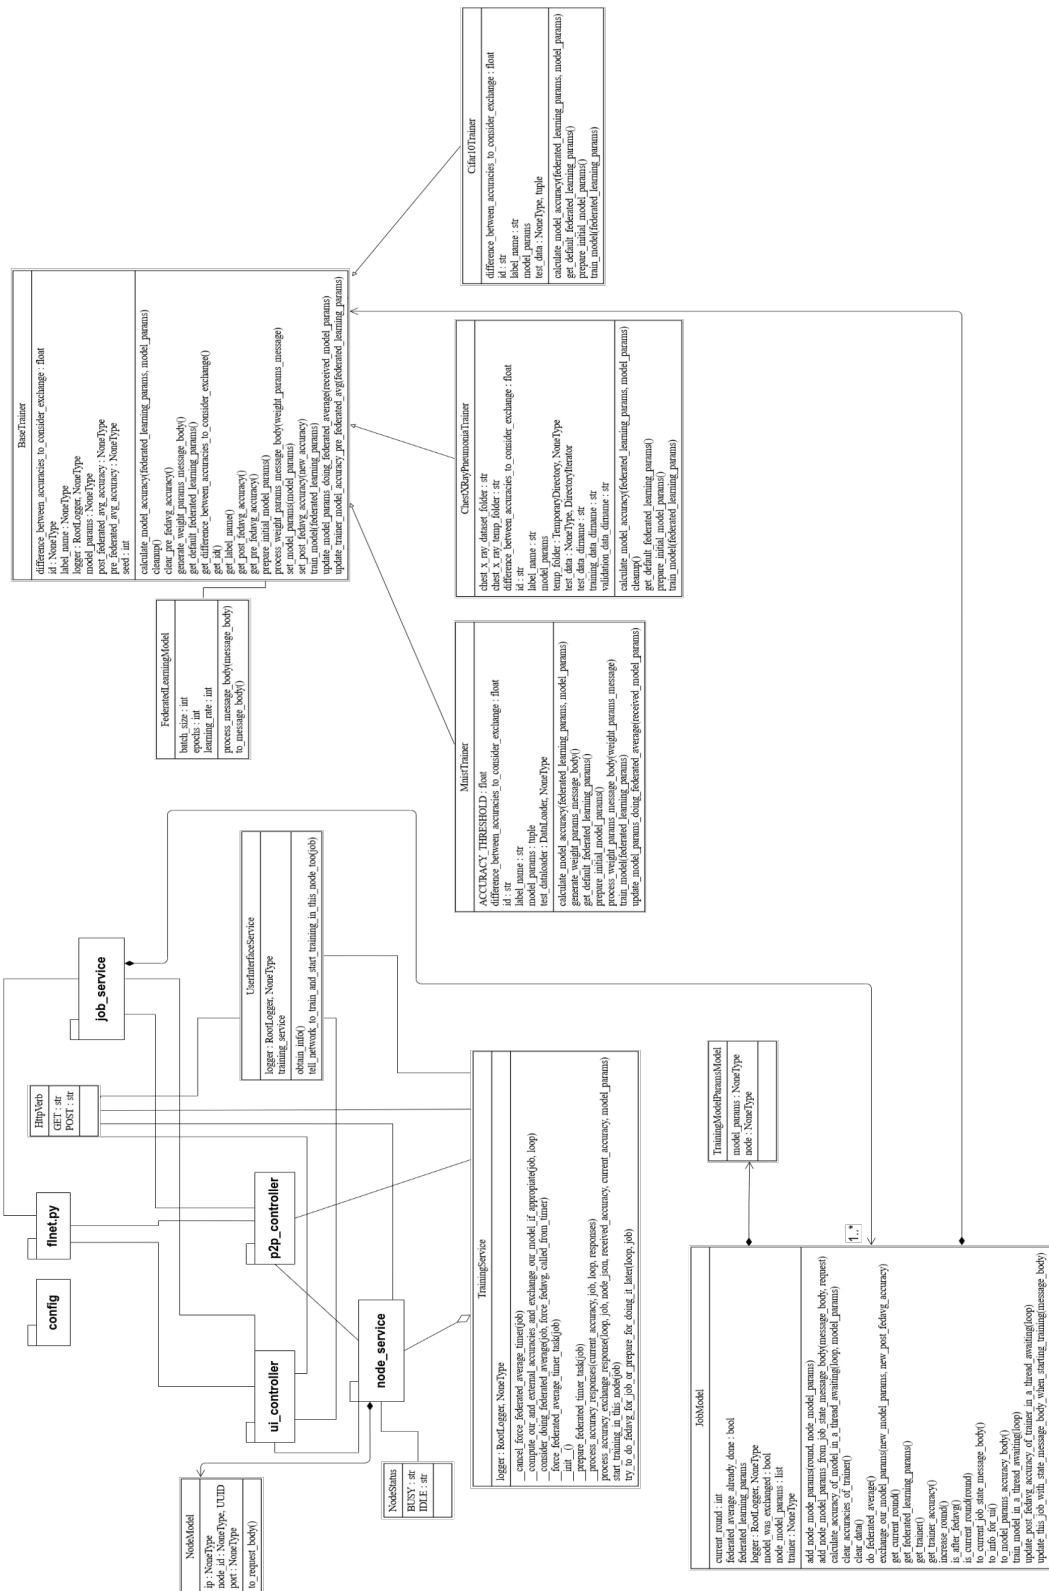 BaseTrainer
difference_between_accuracies_to_consider_exchange : float
id : NoneType
label_name : NoneType
logger : RootLogger, NoneType
model_params : NoneType
post_federated_avg_accuracy : NoneType
pre_federated_avg_accuracy : NoneType
seed : int
calculate_model_accuracy(federated_learning_params, model_params)
cleanup()
clear_pre_fedavg_accuracy()
generate_weight_params_message_body()
get_default_federated_learning_params()
get_difference_between_accuracies_to_consider_exchange()
get_id()
get_label_name()
get_post_fedavg_accuracy()
get_pre_fedavg_accuracy()
prepare_initial_model_params()
process_weight_params_message_body(weight_params_message)
set_model_params(model_params)
set_post_fedavg_accuracy(new_accuracy)
train_model(federated_learning_params)
update_model_params_doing_federated_average(received_model_params)
update_trainer_model_accuracy_pre_federated_avg(federated_learning_params)
Cifar10Trainer
difference_between_accuracies_to_consider_exchange : float
id : str
label_name : str
model_params
test_data : NoneType, tuple
calculate_model_accuracy(federated_learning_params, model_params)
get_default_federated_learning_params()
prepare_initial_model_params()
train_model(federated_learning_params)
ChestXRayPneumoniaTrainer
chest_x_ray_dataset_folder : str
chest_x_ray_temp_folder : str
difference_between_accuracies_to_consider_exchange : float
id : str
label_name : str
model_params
temp_folder : TemporaryDirectory, NoneType
test_data : NoneType, DirectoryIterator
test_data_dirname : str
training_data_dirname : str
validation_data_dirname : str
calculate_model_accuracy(federated_learning_params, model_params)
cleanup()
get_default_federated_learning_params()
prepare_initial_model_params()
train_model(federated_learning_params)
FederatedLearningModel
batch_size : int
epochs : int
learning_rate : int
process_message_body(message_body)
to_message_body()
MnistTrainer
ACCURACY_THRESHOLD : float
difference_between_accuracies_to_consider_exchange : float
id : str
label_name : str
model_params : tuple
test_dataloader : DataLoader, NoneType
calculate_model_accuracy(federated_learning_params, model_params)
generate_weight_params_message_body()
get_default_federated_learning_params()
prepare_initial_model_params()
process_weight_params_message_body(weight_params_message)
train_model(federated_learning_params)
update_model_params_doing_federated_average(received_model_params)
job_service
UserInterfaceService
logger : RootLogger, NoneType
training_service
obtain_info()
tell_network_to_train_and_start_training_in_this_node_too(job)
HttpVerb
GET : str
POST : str
flnet.py
config
p2p_controller
ui_controller
node_service
NodeStatus
BUSY : str
IDLE : str
NodeModel
ip : NoneType
node_id : NoneType, UUID
port : NoneType
to_request_body()
TrainingService
logger : RootLogger, NoneType
_cancel_force_federated_average_timer(job)
_compute_our_and_external_accuracies_and_exchange_our_model_if_appropiate(job, loop)
_consider_doing_federated_average(job, force_fedavg, called_from_timer)
_force_federated_average_timer_task(job)
__init__()
_prepare_federated_timer_task(job)
_process_accuracy_responses(current_accuracy, job, loop, responses)
_process_accuracy_exchange_response(loop, job, node_json, received_accuracy, current_accuracy, model_params)
start_training_in_this_node(job)
try_to_do_fedavg_for_job_or_prepare_for_doing_it_later(loop, job)
TrainingModelParamsModel
model_params : NoneType
node : NoneType
1..*
JobModel
current_round : int
federated_average_already_done : bool
federated_learning_params
logger : RootLogger, NoneType
model_was_exchanged : bool
node_model_params : list
trainer : NoneType
add_node_model_params(round, node_model_params)
add_node_model_params_from_job_state_message_body(message_body, request)
calculate_accuracy_of_model_in_a_thread_awaiting(loop, model_params)
clear_accuracies_of_trainer()
clear_data()
do_federated_average()
exchange_our_model_params(new_model_params, new_post_fedavg_accuracy)
get_current_round()
get_federated_learning_params()
get_trainer()
get_trainer_accuracy()
increase_round()
is_after_fedavg()
is_current_round(round)
to_current_job_state_message_body()
to_info_for_ui()
to_model_params_accuracy_body()
train_model_in_a_thread_awaiting(loop)
update_post_fedavg_accuracy_of_trainer_in_a_thread_awaiting(loop)
update_this_job_with_state_message_body_when_starting_training(message_body)